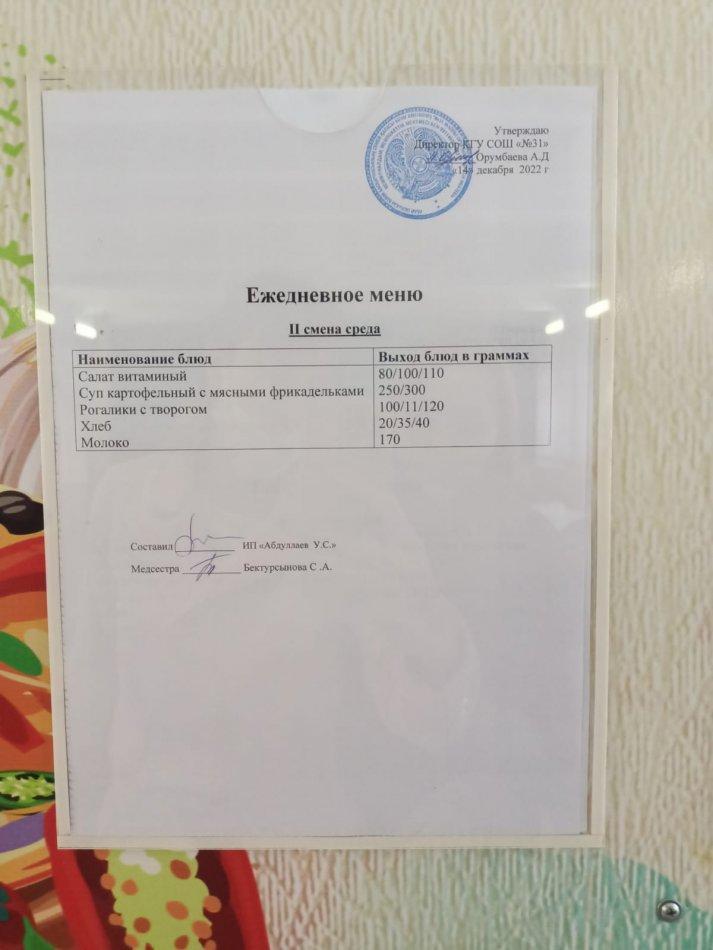 Утверждаю
Директор КГУ СОШ «№31»
Орумбаева А.Д
«14» декабря 2022 г
Ежедневное меню
II смена среда
Наименование блюд Выход блюд в граммах
Салат витаминый 80/100/110
Суп картофельный с мясными фрикадельками 250/300
Рогалики с творогом 100/11/120
Хлеб 20/35/40
Молоко 170
Составил ИП «Абдуллаев У.С.»
Медсестра Бектурсынова С .А.